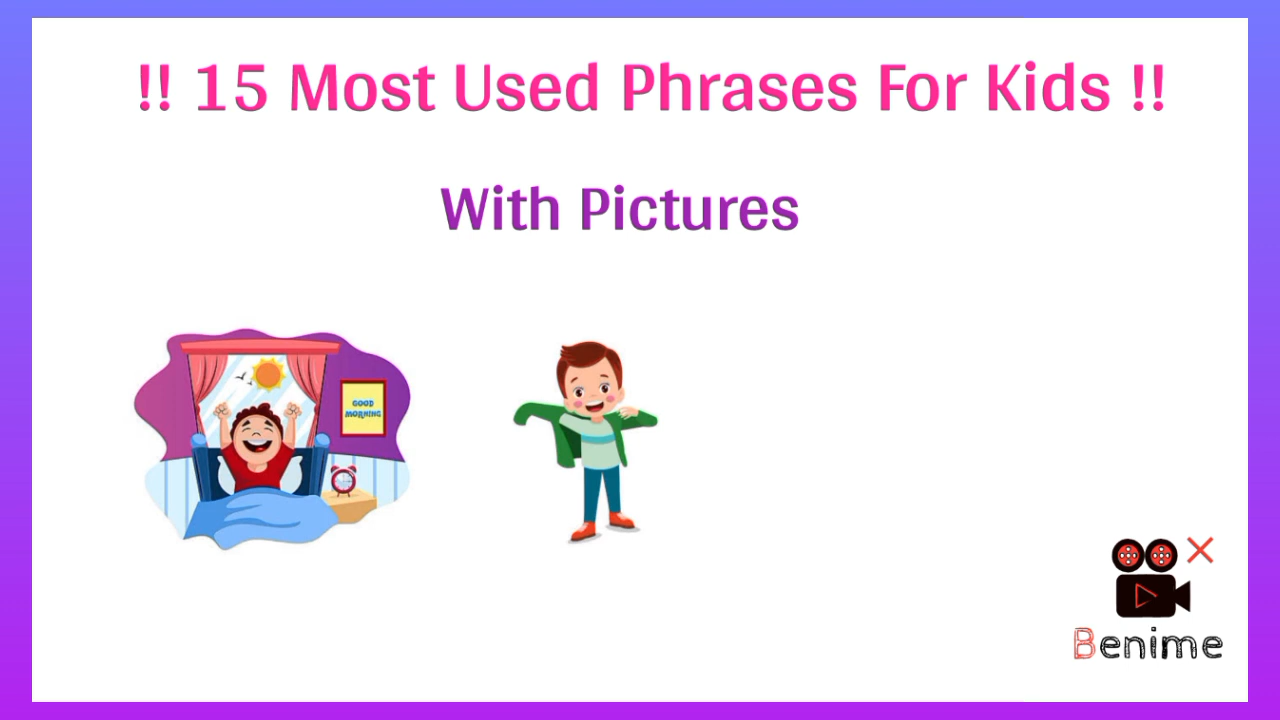 !! 15 Most Used Phrases For Kids !!
With Pictures
GOOD
MORNING
Benime